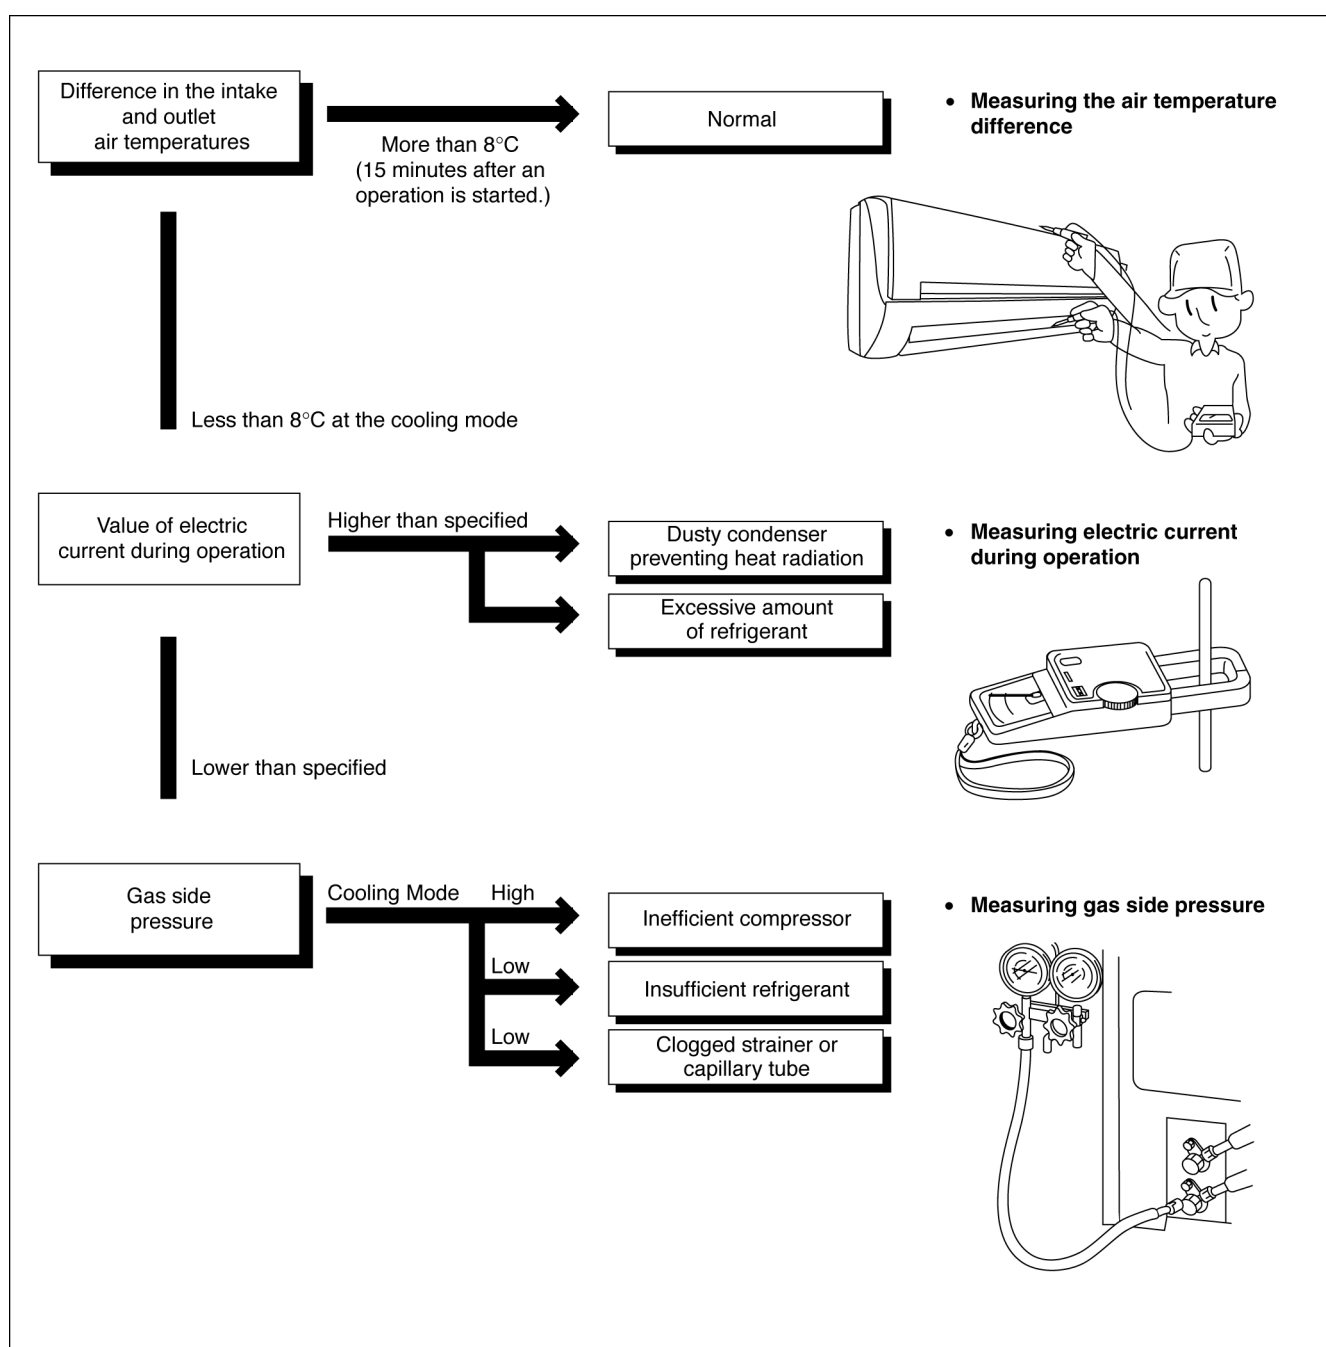 Difference in the intake
and outlet
air temperatures
More than 8°C
(15 minutes after an
operation is started.)
Normal
• Measuring the air temperature
difference
Less than 8°C at the cooling mode
Value of electric
current during operation
Higher than specified
Dusty condenser
preventing heat radiation
Excessive amount
of refrigerant
• Measuring electric current
during operation
Lower than specified
Gas side
pressure
Cooling Mode High
Inefficient compressor
Low
Insufficient refrigerant
Low
Clogged strainer or
capillary tube
• Measuring gas side pressure